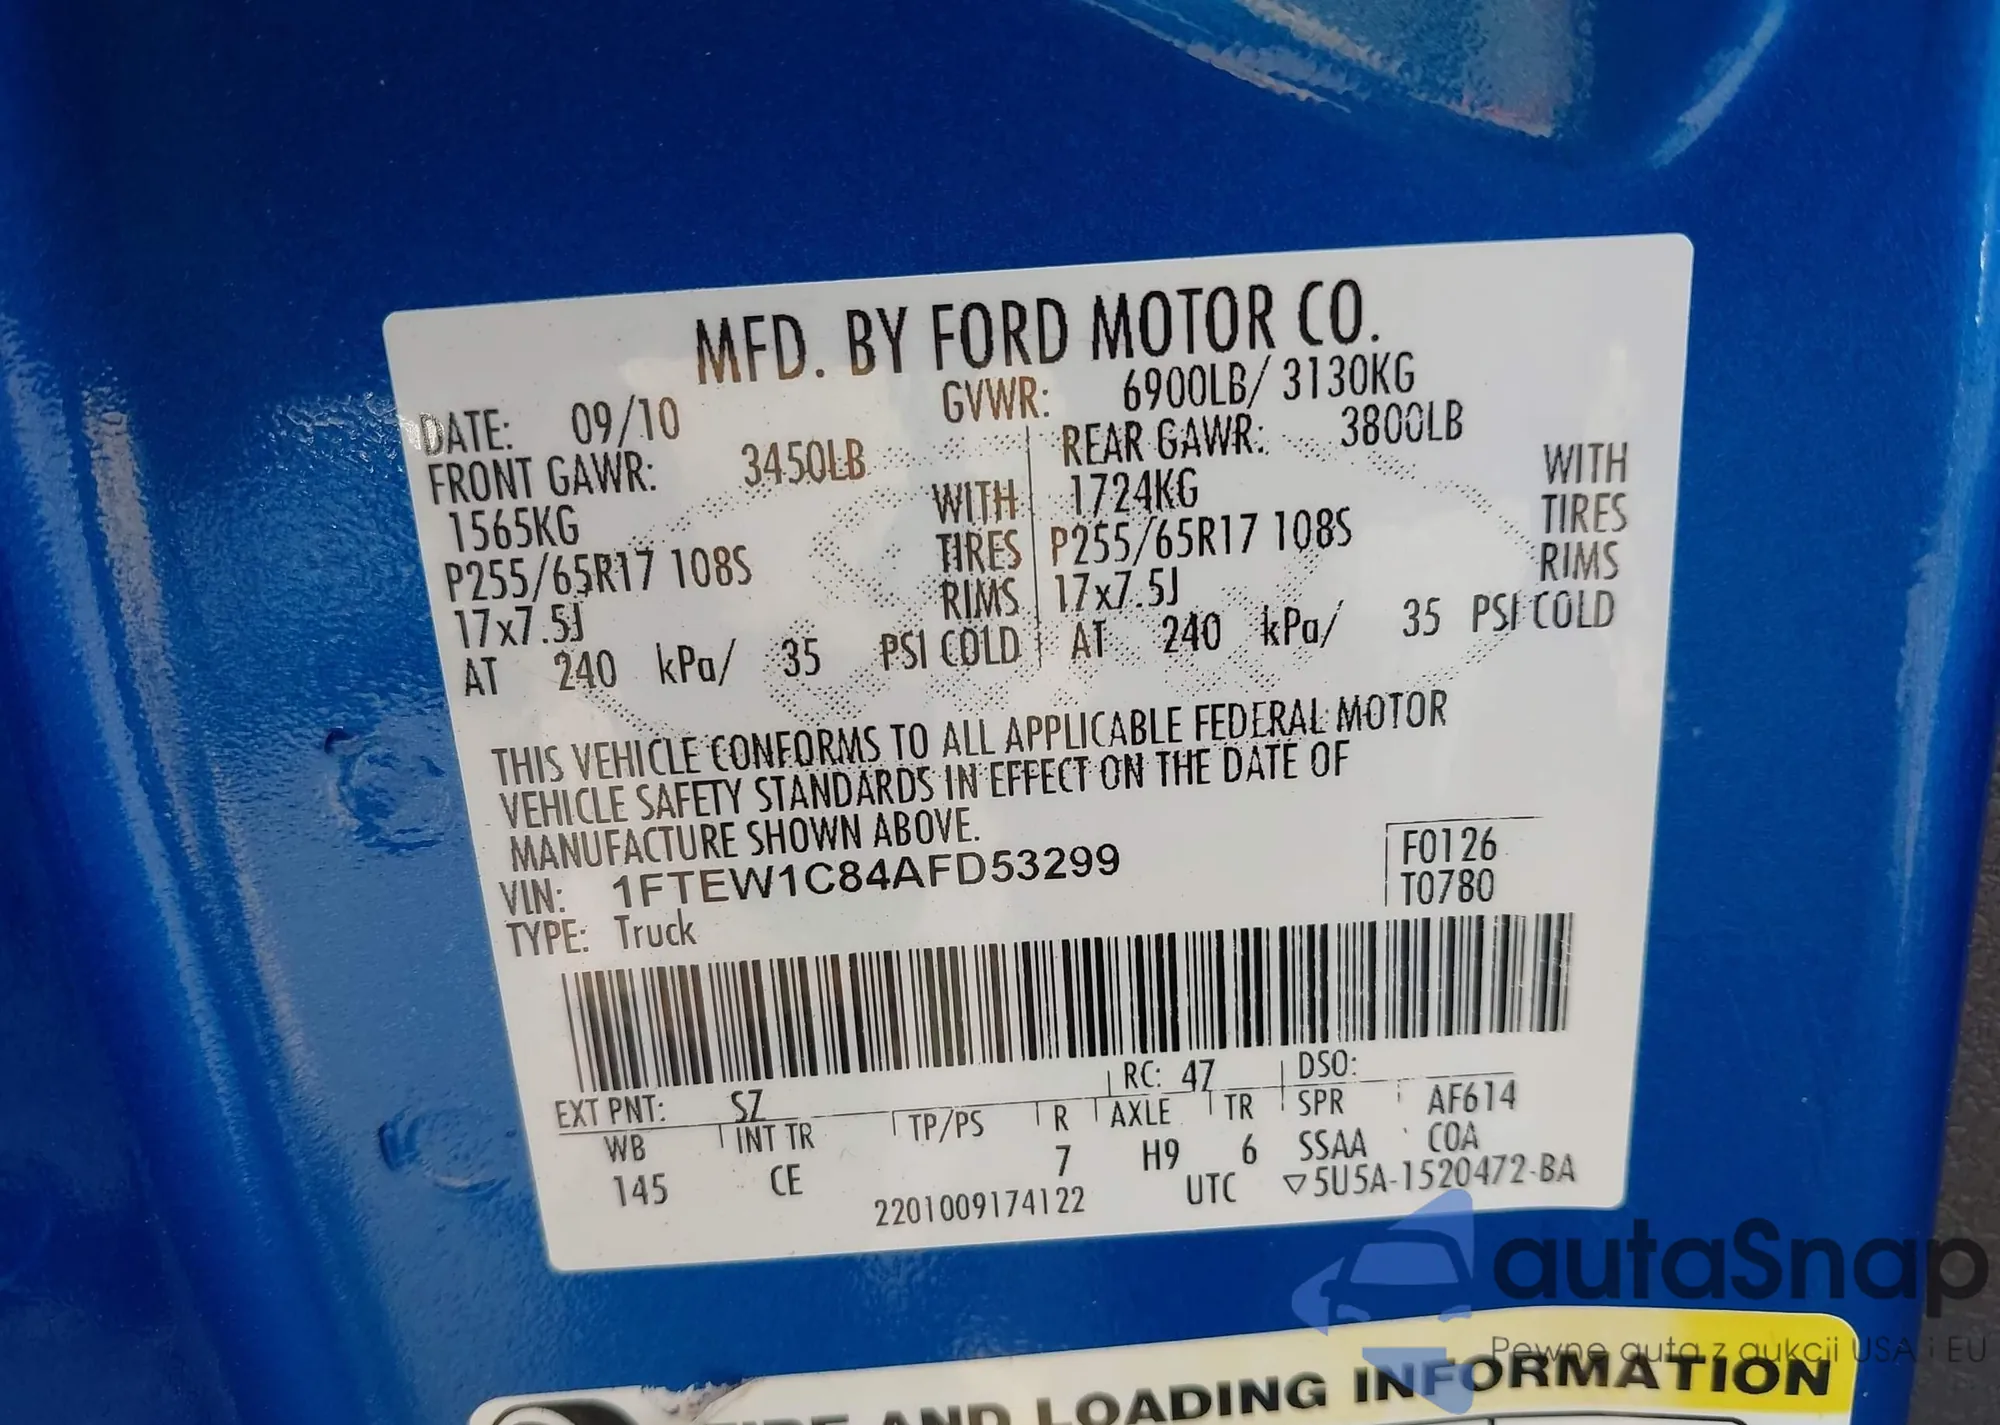 MFD. BY FORD MOTOR CO.
DATE: 09/10 GVWR: 6900LB/ 3130KG
FRONT GAWR: 3450LB REAR GAWR: 3800LB
1565KG WITH 1724KG WITH
P255/65R17 108S TIRES P255/65R17 108S TIRES
17x7.5J RIMS 17x7.5J RIMS
AT 240 kPa/ 35 PSI COLD AT 240 kPa/ 35 PSI COLD
THIS VEHICLE CONFORMS TO ALL APPLICABLE FEDERAL MOTOR
VEHICLE SAFETY STANDARDS IN EFFECT ON THE DATE OF
MANUFACTURE SHOWN ABOVE.
VIN: 1FTEW1C84AFD53299 F0126
TYPE: Truck T0780
EXT PNT: SZ RC: 47 DSO:
WB INT TR TP/PS R AXLE TR SPR AF614
145 CE 7 H9 6 SSAA COA
2201009174122 UTC ▽5U5A-1520472-BA
autaSnap
Pewne auta z aukcji USA i EU
TIRE AND LOADING INFORMATION